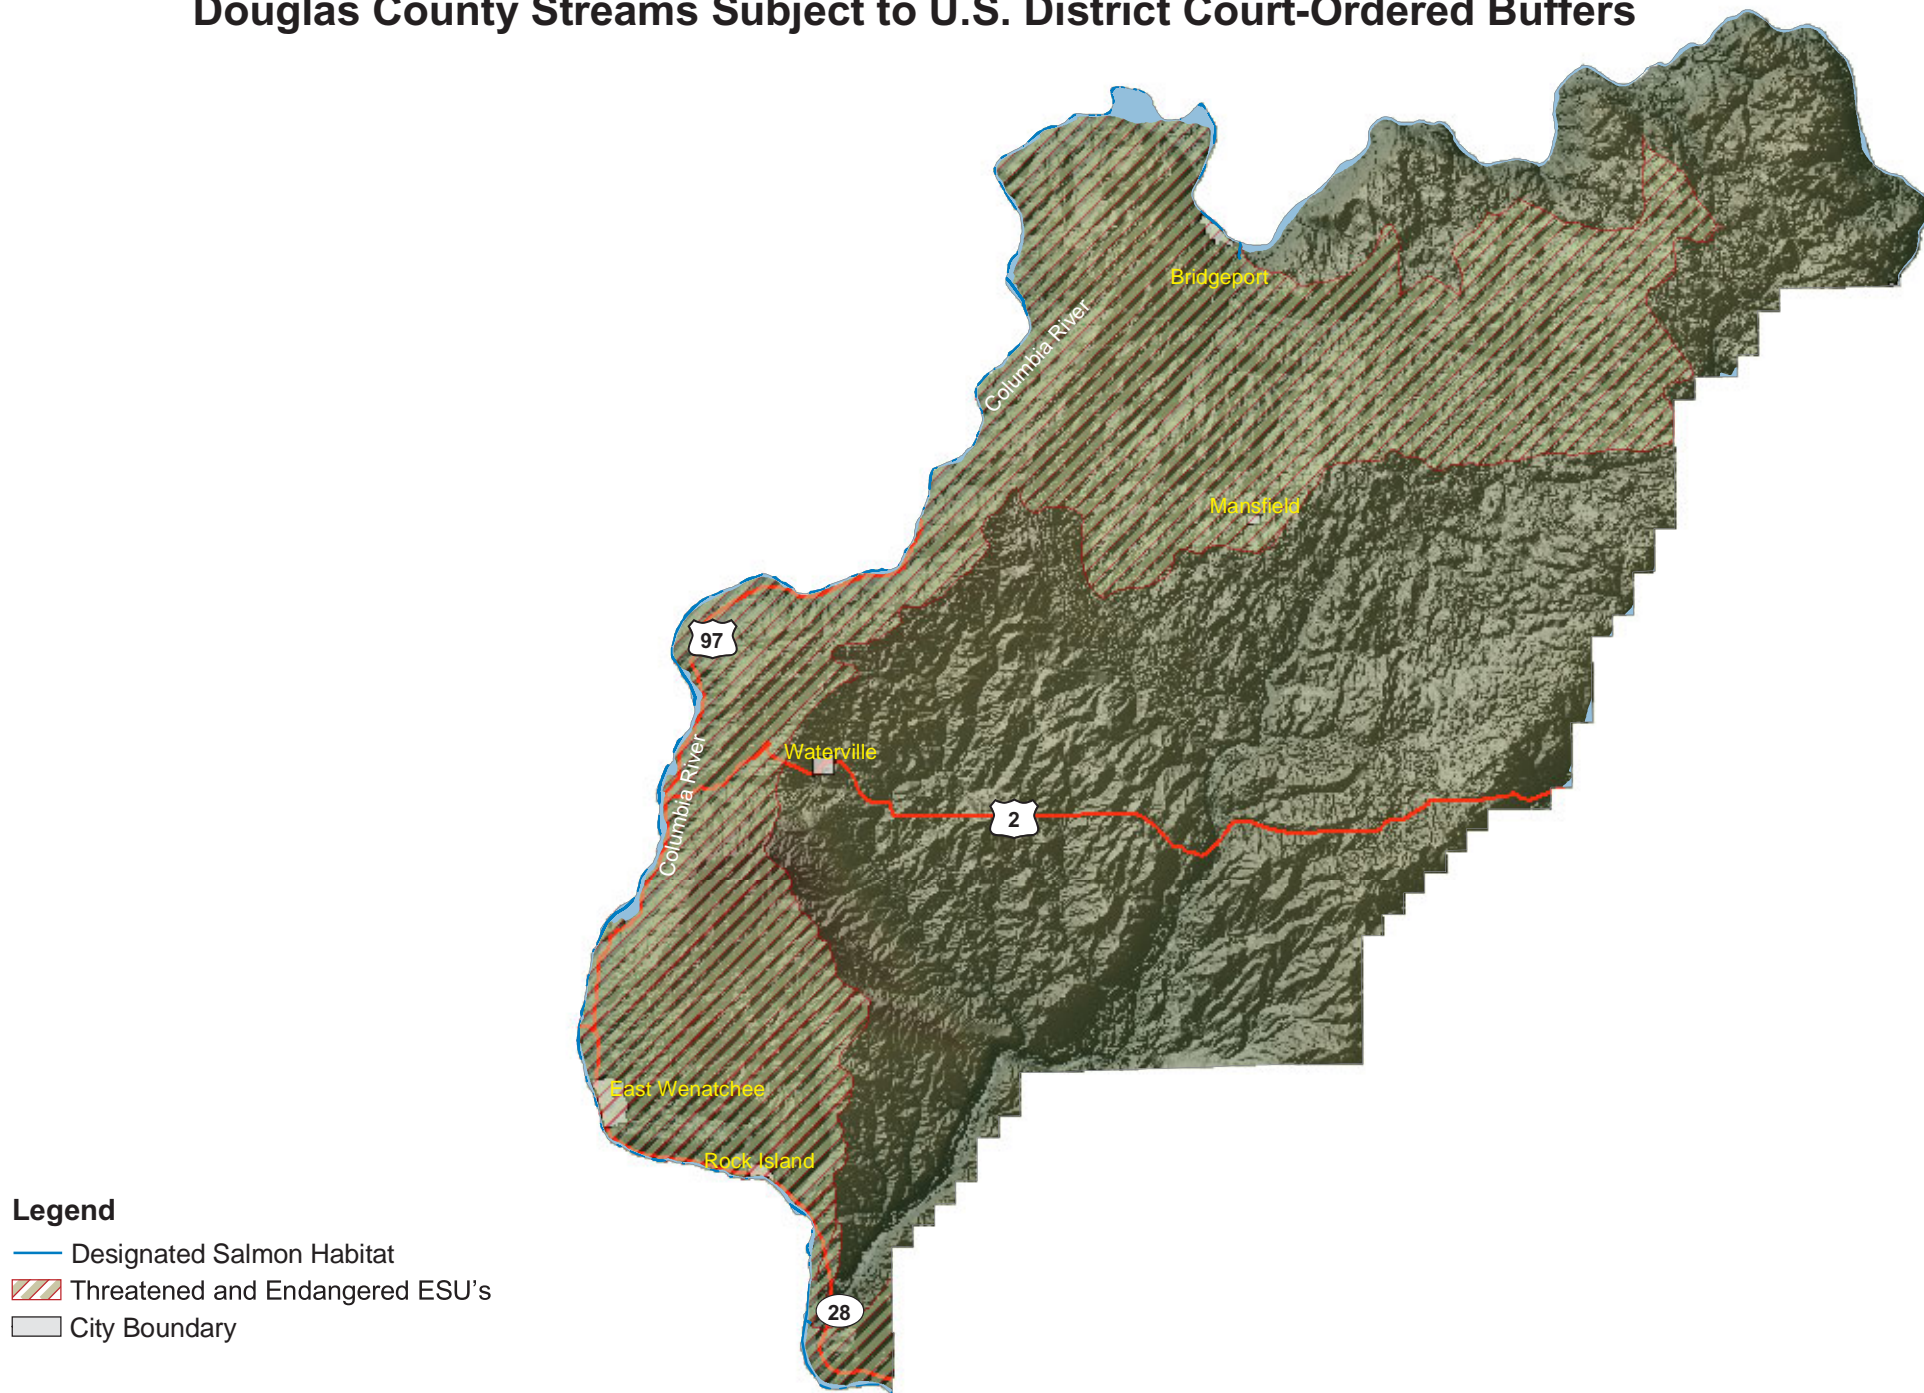 Douglas County Streams Subject to U.S. District Court-Ordered Buffers
Bridgeport
Columbia River
Mansfield
97
Waterville
Columbia River
2
East Wenatchee
Rock Island
Legend
Designated Salmon Habitat
Threatened and Endangered ESU's
City Boundary
28